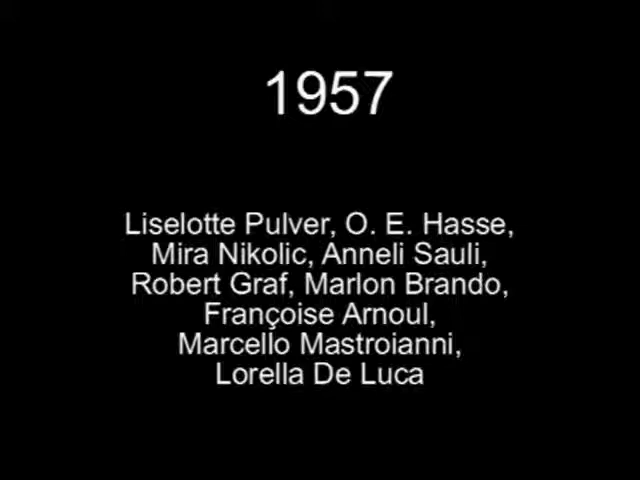 1957
Liselotte Pulver, O. E. Hasse,
Mira Nikolic, Anneli Sauli,
Robert Graf, Marlon Brando,
Françoise Arnoul,
Marcello Mastroianni,
Lorella De Luca